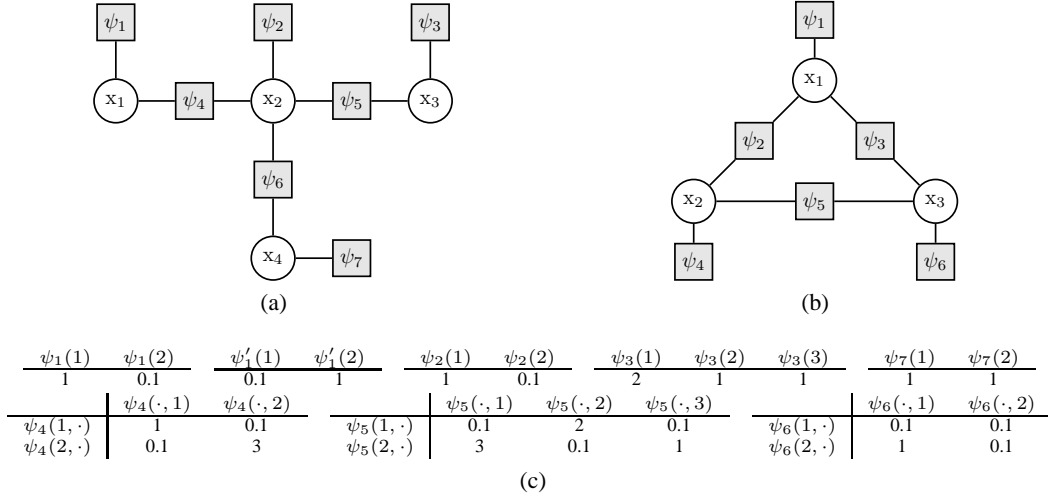 ψ₁ ψ₂ ψ₃ ψ₁
x₁ ψ₄ x₂ ψ₅ x₃ x₁
ψ₆ ψ₂ ψ₃
x₂ ψ₅ x₃
x₄ ψ₇ ψ₄ ψ₆
(a) (b)
ψ₁(1) ψ₁(2) ψ′₁(1) ψ′₁(2) ψ₂(1) ψ₂(2) ψ₃(1) ψ₃(2) ψ₃(3) ψ₇(1) ψ₇(2)
1 0.1 0.1 1 1 0.1 2 1 1 1 1
ψ₄(·, 1) ψ₄(·, 2) ψ₅(·, 1) ψ₅(·, 2) ψ₅(·, 3) ψ₆(·, 1) ψ₆(·, 2)
ψ₄(1, ·) 1 0.1 ψ₅(1, ·) 0.1 2 0.1 ψ₆(1, ·) 0.1 0.1
ψ₄(2, ·) 0.1 3 ψ₅(2, ·) 3 0.1 1 ψ₆(2, ·) 1 0.1
(c)